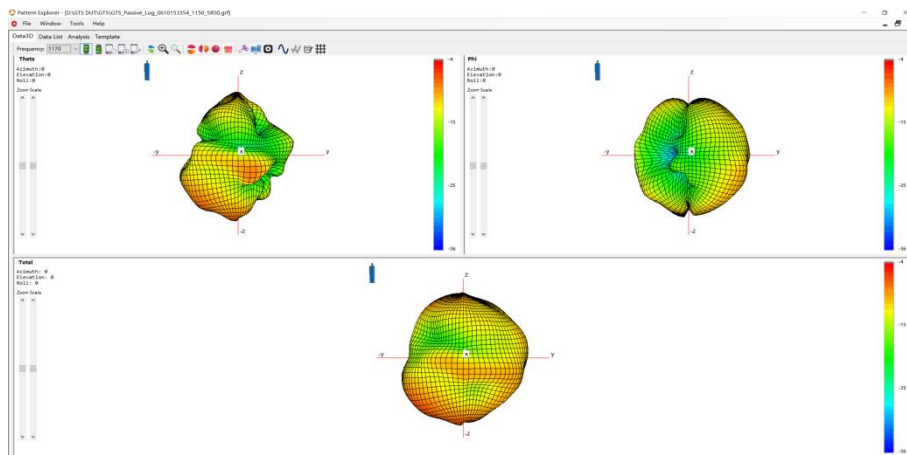 Pattern Explorer - [D:\GTS DUT\GTS\GTS_Passive_Log_0610153354_1150_5850.grf]
File Window Tools Help
Data3D Data List Analysis Template
Frequency: 1170
Theta
Azimuth:0
Elevation:0
Roll:0
Zoom Scale
z
-y
x
y
-z
-4
-15
-25
-36
Phi
Azimuth:0
Elevation:0
Roll:0
Zoom Scale
z
-y
x
y
-z
-4
-15
-25
-36
Total
Azimuth: 0
Elevation: 0
Roll: 0
Zoom Scale
z
-y
x
y
-z
-4
-15
-25
-36